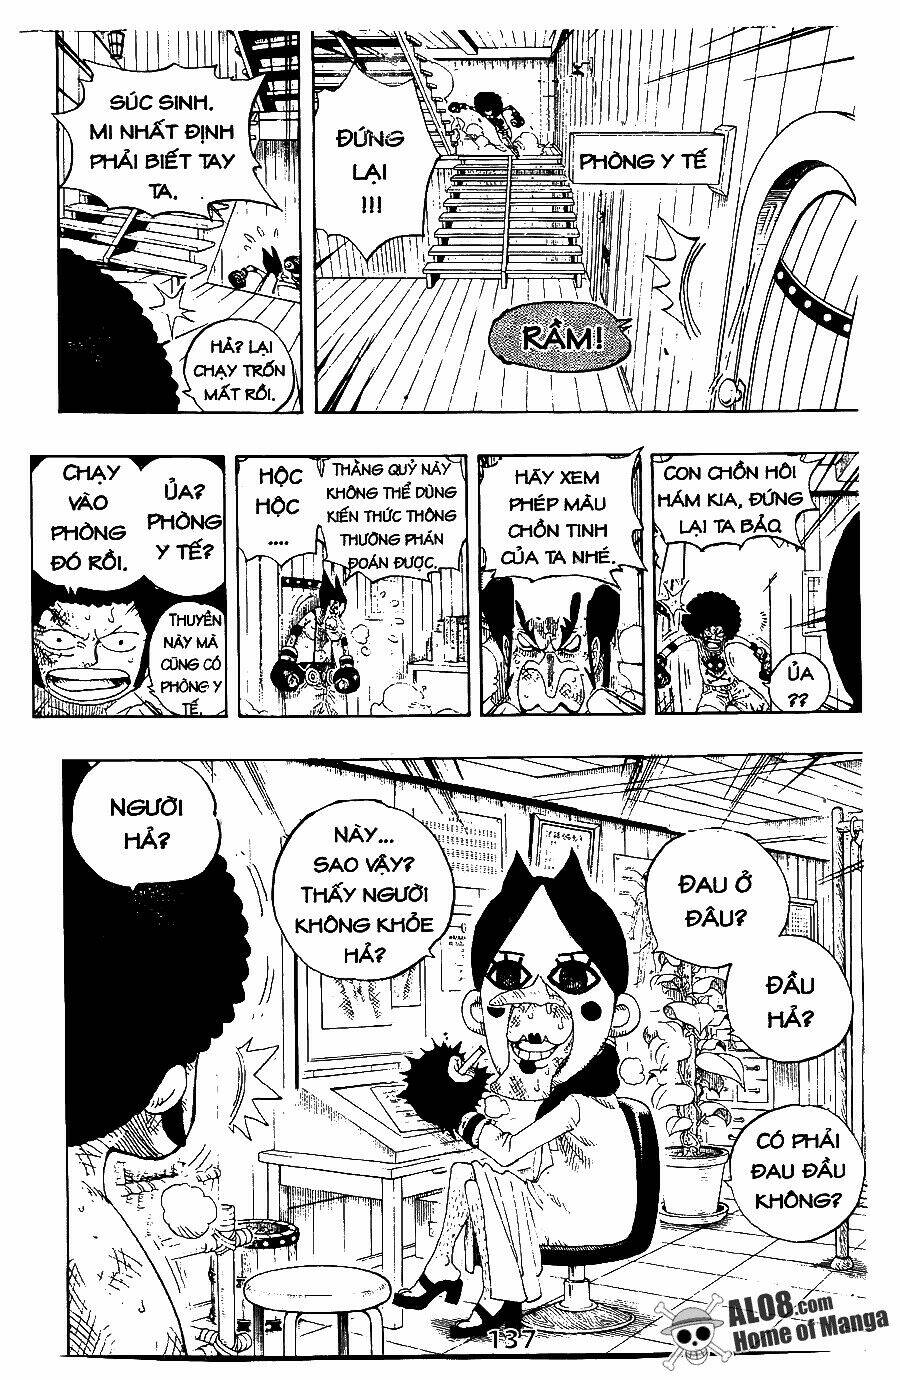 PHÒNG Y TẾ
ĐỨNG
LẠI
!!!
RẦM!
SÚC SINH.
MI NHẤT ĐỊNH
PHẢI BIẾT TAY
TA.
HẢ? LẠI
CHẠY TRỐN
MẤT RỒI.
CON CHỒN HÔI
HÁM KIA, ĐỨNG
LẠI TA BẢO.
ỦA
??
HÃY XEM
PHÉP MÀU
CHỒN TINH
CỦA TA NHÉ.
THẰNG QUỶ NÀY
KHÔNG THỂ DÙNG
KIẾN THỨC THÔNG
THƯỜNG PHÁN
ĐOÁN ĐƯỢC.
HỘC
HỘC
....
ỦA?
PHÒNG
Y TẾ?
CHẠY
VÀO
PHÒNG
ĐÓ RỒI.
THUYỀN
NÀY MÀ
CŨNG CÓ
PHÒNG Y
TẾ.
ĐAU Ở
ĐÂU?
ĐẦU
HẢ?
CÓ PHẢI
ĐAU ĐẦU
KHÔNG?
NÀY...
SAO VẬY?
THẤY NGƯỜI
KHÔNG KHỎE
HẢ?
NGƯỜI
HẢ?
137
AL08.com
Home of Manga